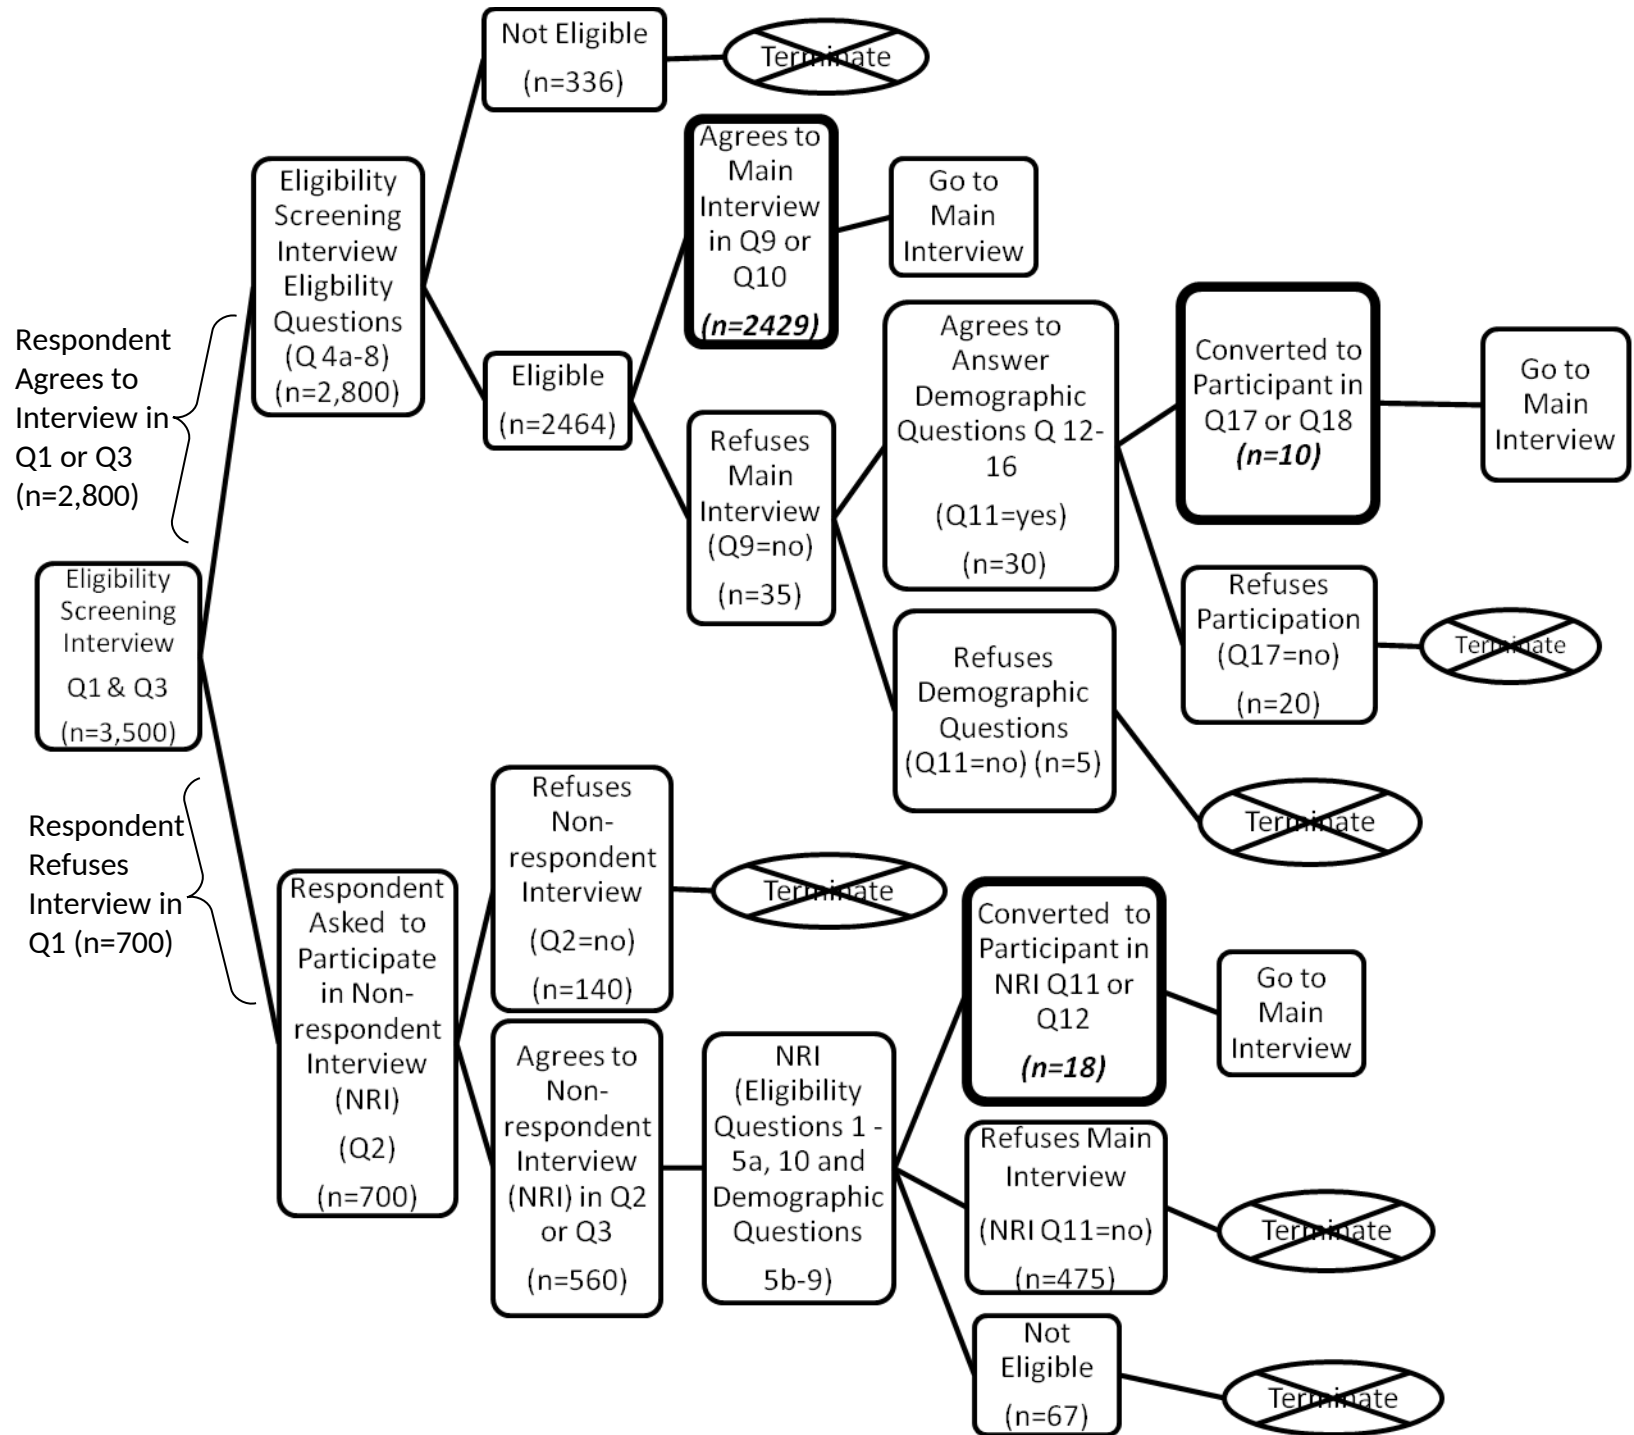 Not Eligible
(n=336)
Terminate
Agrees to
Main
Interview
in Q9 or
Q10
(n=2429)
Go to
Main
Interview
Eligibility
Screening
Interview
Eligbility
Questions
(Q 4a-8)
(n=2,800)
Respondent
Agrees to
Interview in
Q1 or Q3
(n=2,800)
Eligible
(n=2464)
Refuses
Main
Interview
(Q9=no)
(n=35)
Agrees to
Answer
Demographic
Questions Q 12-
16
(Q11=yes)
(n=30)
Converted to
Participant in
Q17 or Q18
(n=10)
Go to
Main
Interview
Refuses
Participation
(Q17=no)
(n=20)
Terminate
Refuses
Demographic
Questions
(Q11=no) (n=5)
Terminate
Eligibility
Screening
Interview
Q1 & Q3
(n=3,500)
Respondent
Refuses
Interview in
Q1 (n=700)
Respondent
Asked to
Participate
in Non-
respondent
Interview
(NRI)
(Q2)
(n=700)
Refuses
Non-
respondent
Interview
(Q2=no)
(n=140)
Terminate
Agrees to
Non-
respondent
Interview
(NRI) in Q2
or Q3
(n=560)
NRI
(Eligibility
Questions 1 -
5a, 10 and
Demographic
Questions
5b-9)
Converted to
Participant in
NRI Q11 or
Q12
(n=18)
Go to
Main
Interview
Refuses Main
Interview
(NRI Q11=no)
(n=475)
Terminate
Not
Eligible
(n=67)
Terminate